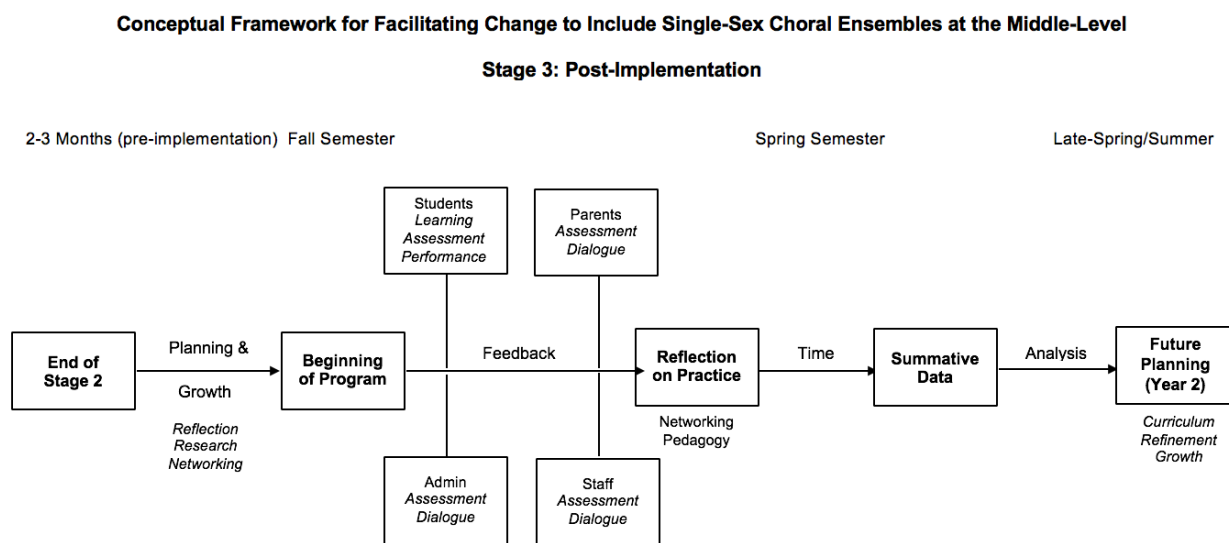 Conceptual Framework for Facilitating Change to Include Single-Sex Choral Ensembles at the Middle-Level
Stage 3: Post-Implementation
2-3 Months (pre-implementation) Fall Semester
Spring Semester
Late-Spring/Summer
Students
Learning
Assessment
Performance
Parents
Assessment
Dialogue
End of
Stage 2
Planning &
Growth
Reflection
Research
Networking
Beginning
of Program
Feedback
Reflection
on Practice
Networking
Pedagogy
Time
Summative
Data
Analysis
Future
Planning
(Year 2)
Curriculum
Refinement
Growth
Admin
Assessment
Dialogue
Staff
Assessment
Dialogue